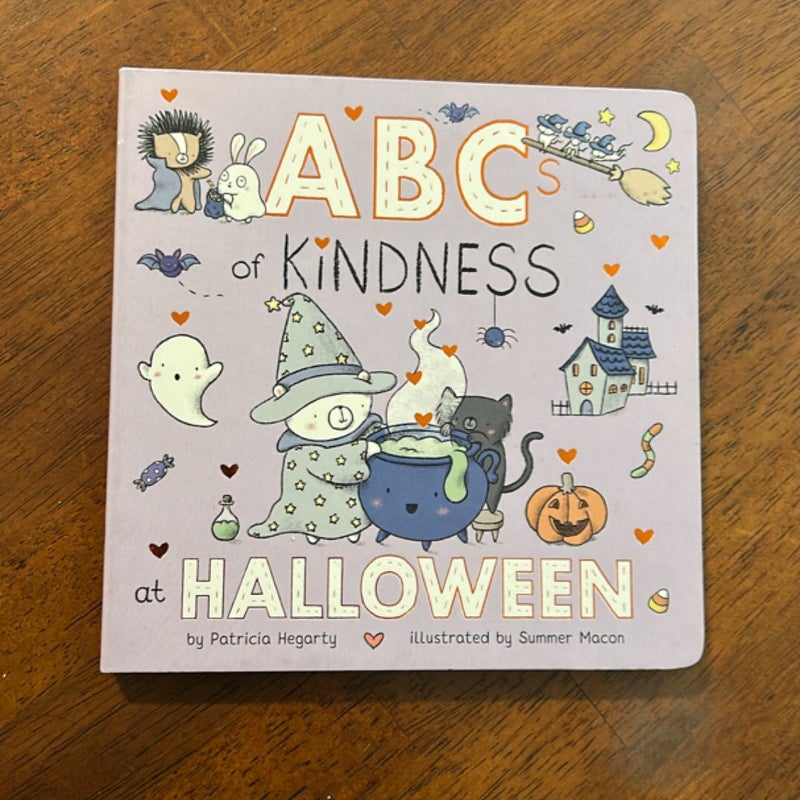 ABCs
of KiNDNESS
at HALLOWEEN
by Patricia Hegarty illustrated by Summer Macon